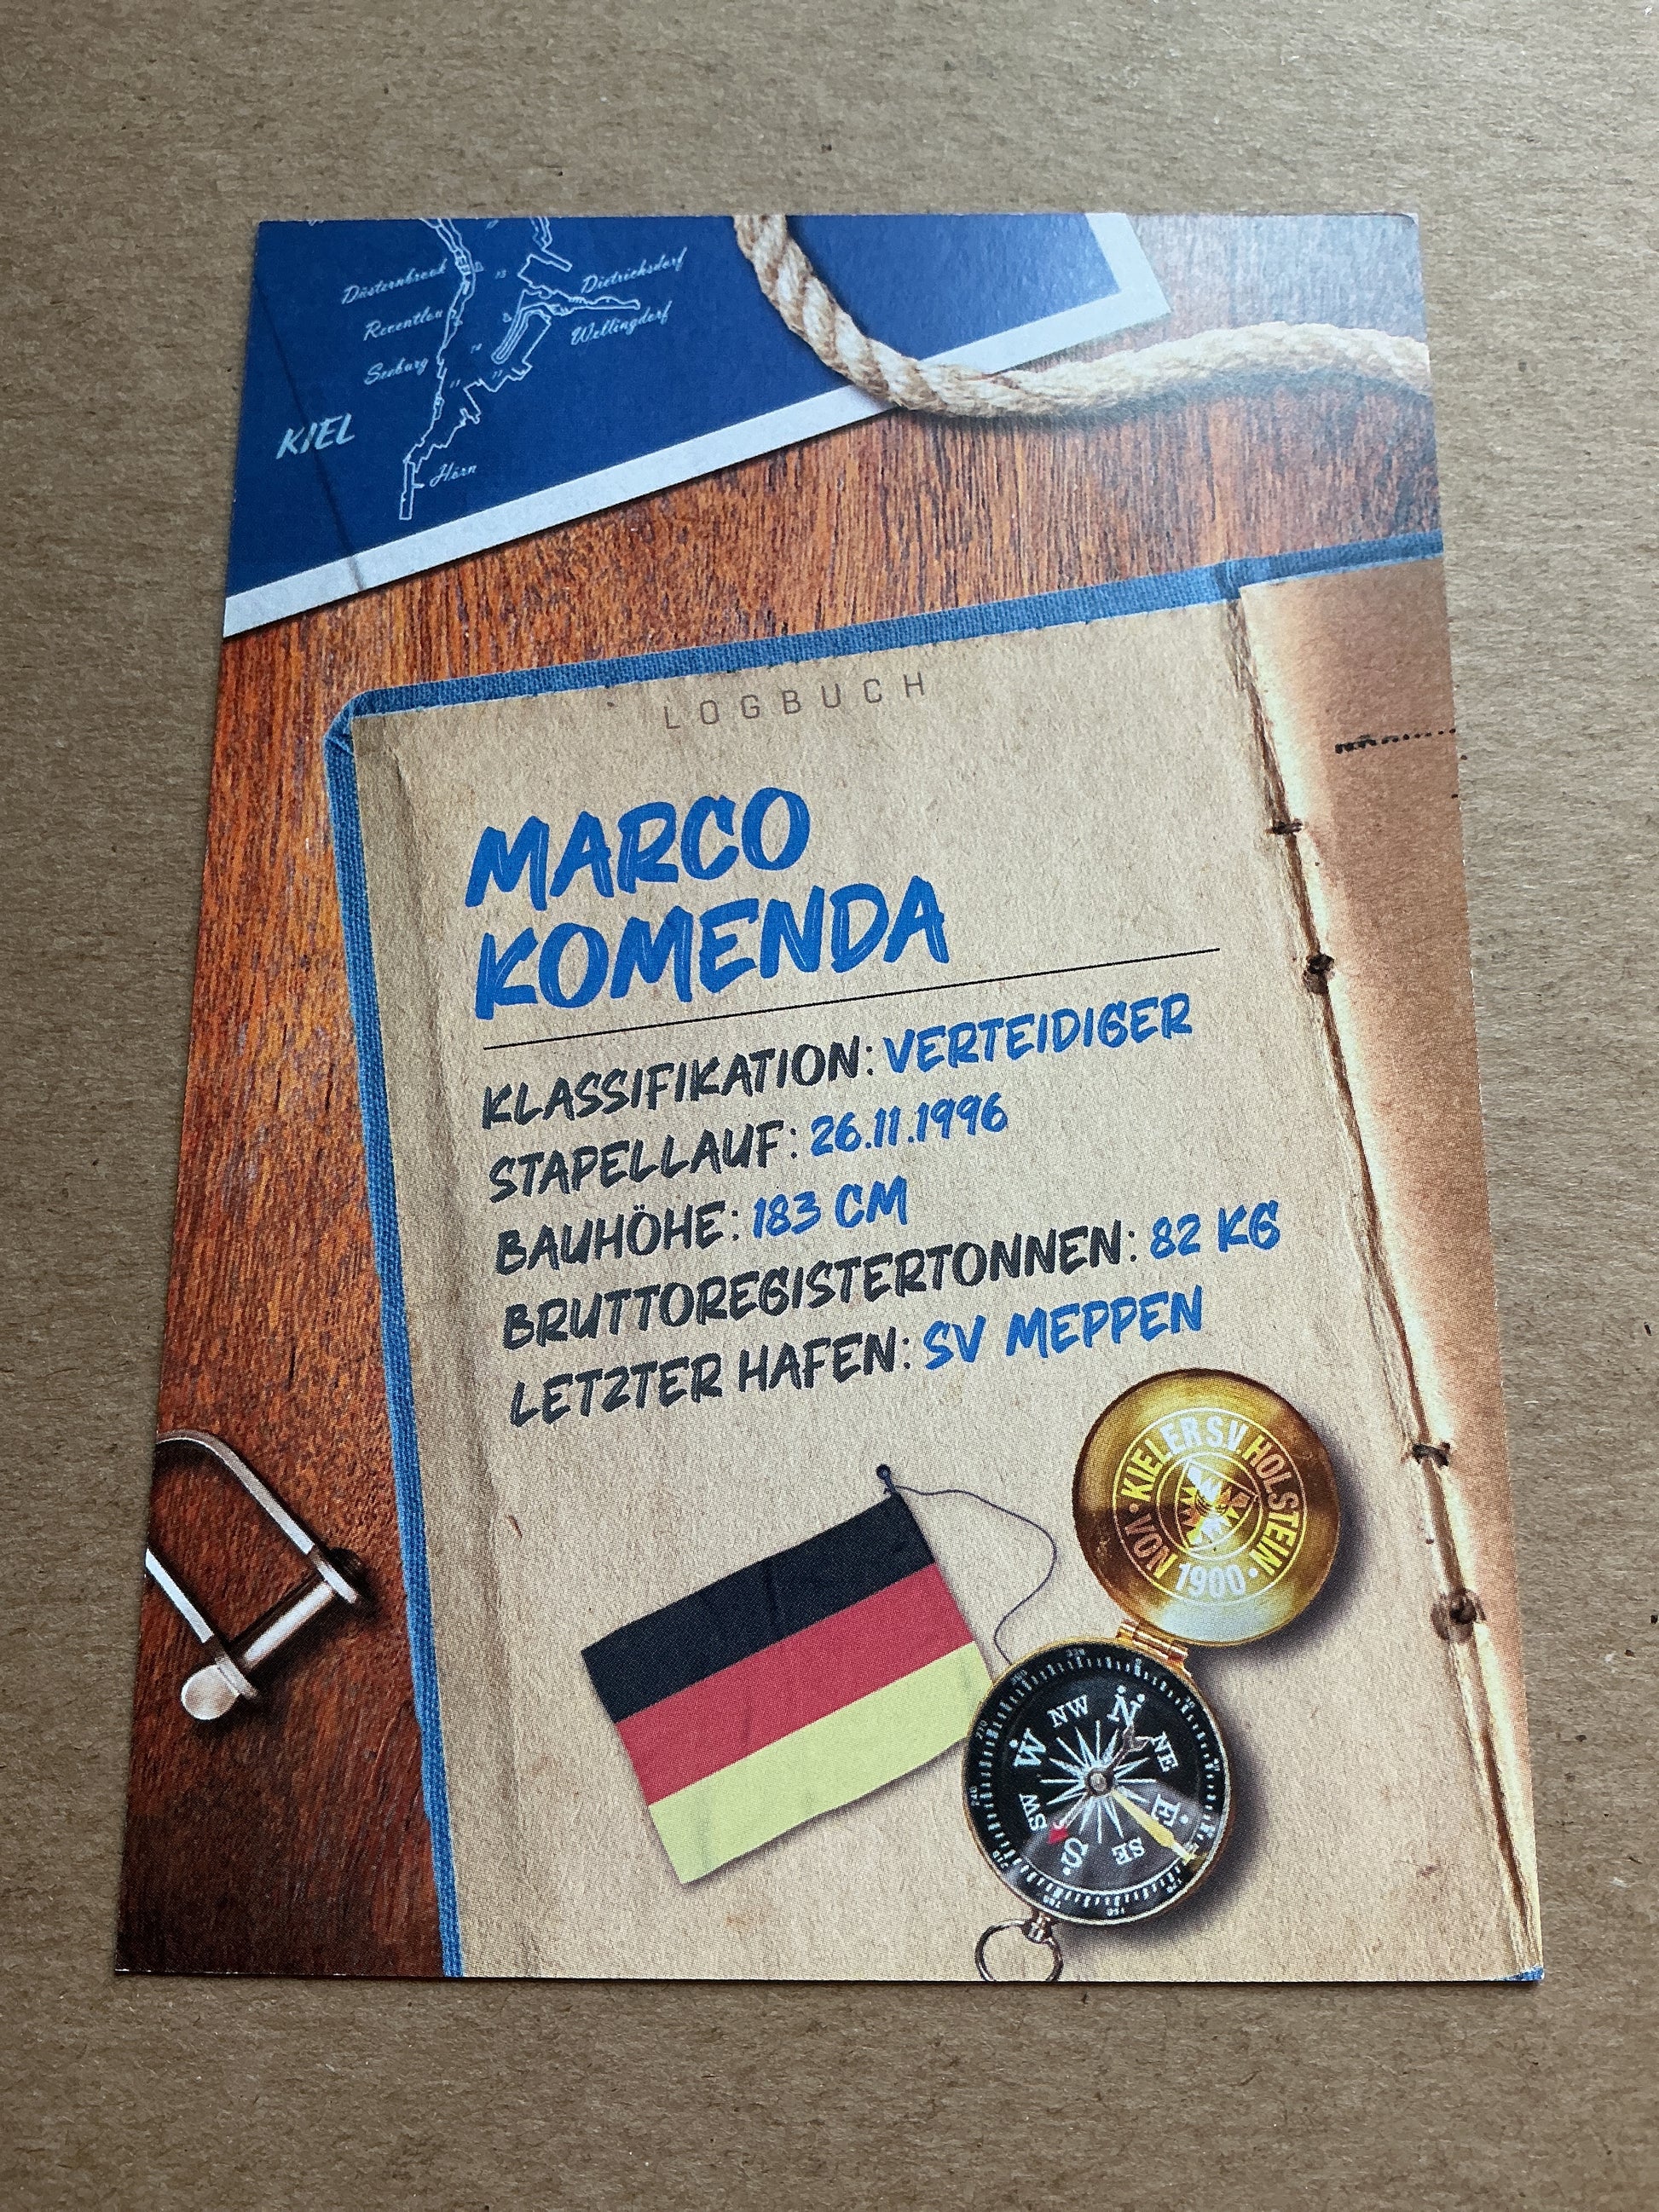 Düsternbrook
Reventlou
Seeburg
Dietrichsdorf
Wellingdorf
KIEL
Hörn
LOGBUCH
MARCO
KOMENDA
KLASSIFIKATION: VERTEIDIGER
STAPELLAUF: 26.11.1996
BAUHÖHE: 183 CM
BRUTTOREGISTERTONNEN: 82 KG
LETZTER HAFEN: SV MEPPEN
KIELER SV HOLSTEIN
VON 1900
N
NE
E
SE
S
SW
W
NW